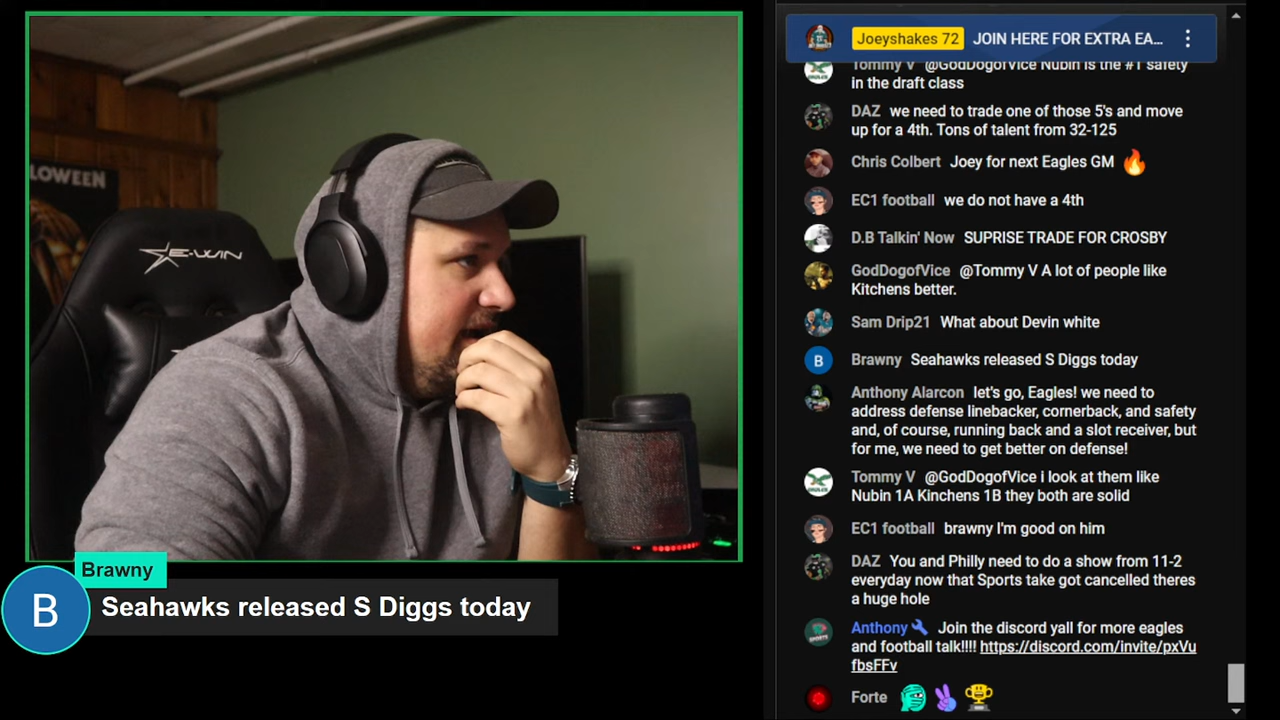 LOWEEN
E-WIN
Brawny
B
Seahawks released S Diggs today
Joeyshakes 72 JOIN HERE FOR EXTRA EA...
Tommy V @GodDogofVice Nubin is the #1 safety
in the draft class
DAZ we need to trade one of those 5's and move
up for a 4th. Tons of talent from 32-125
Chris Colbert Joey for next Eagles GM 🔥
EC1 football we do not have a 4th
D.B Talkin' Now SUPRISE TRADE FOR CROSBY
GodDogofVice @Tommy V A lot of people like
Kitchens better.
Sam Drip21 What about Devin white
B Brawny Seahawks released S Diggs today
Anthony Alarcon let's go, Eagles! we need to
address defense linebacker, cornerback, and safety
and, of course, running back and a slot receiver, but
for me, we need to get better on defense!
Tommy V @GodDogofVice i look at them like
Nubin 1A Kinchens 1B they both are solid
EC1 football brawny I'm good on him
DAZ You and Philly need to do a show from 11-2
everyday now that Sports take got cancelled theres
a huge hole
Anthony Join the discord yall for more eagles
and football talk!!!! https://discord.com/invite/pxVu
fbsFFv
Forte